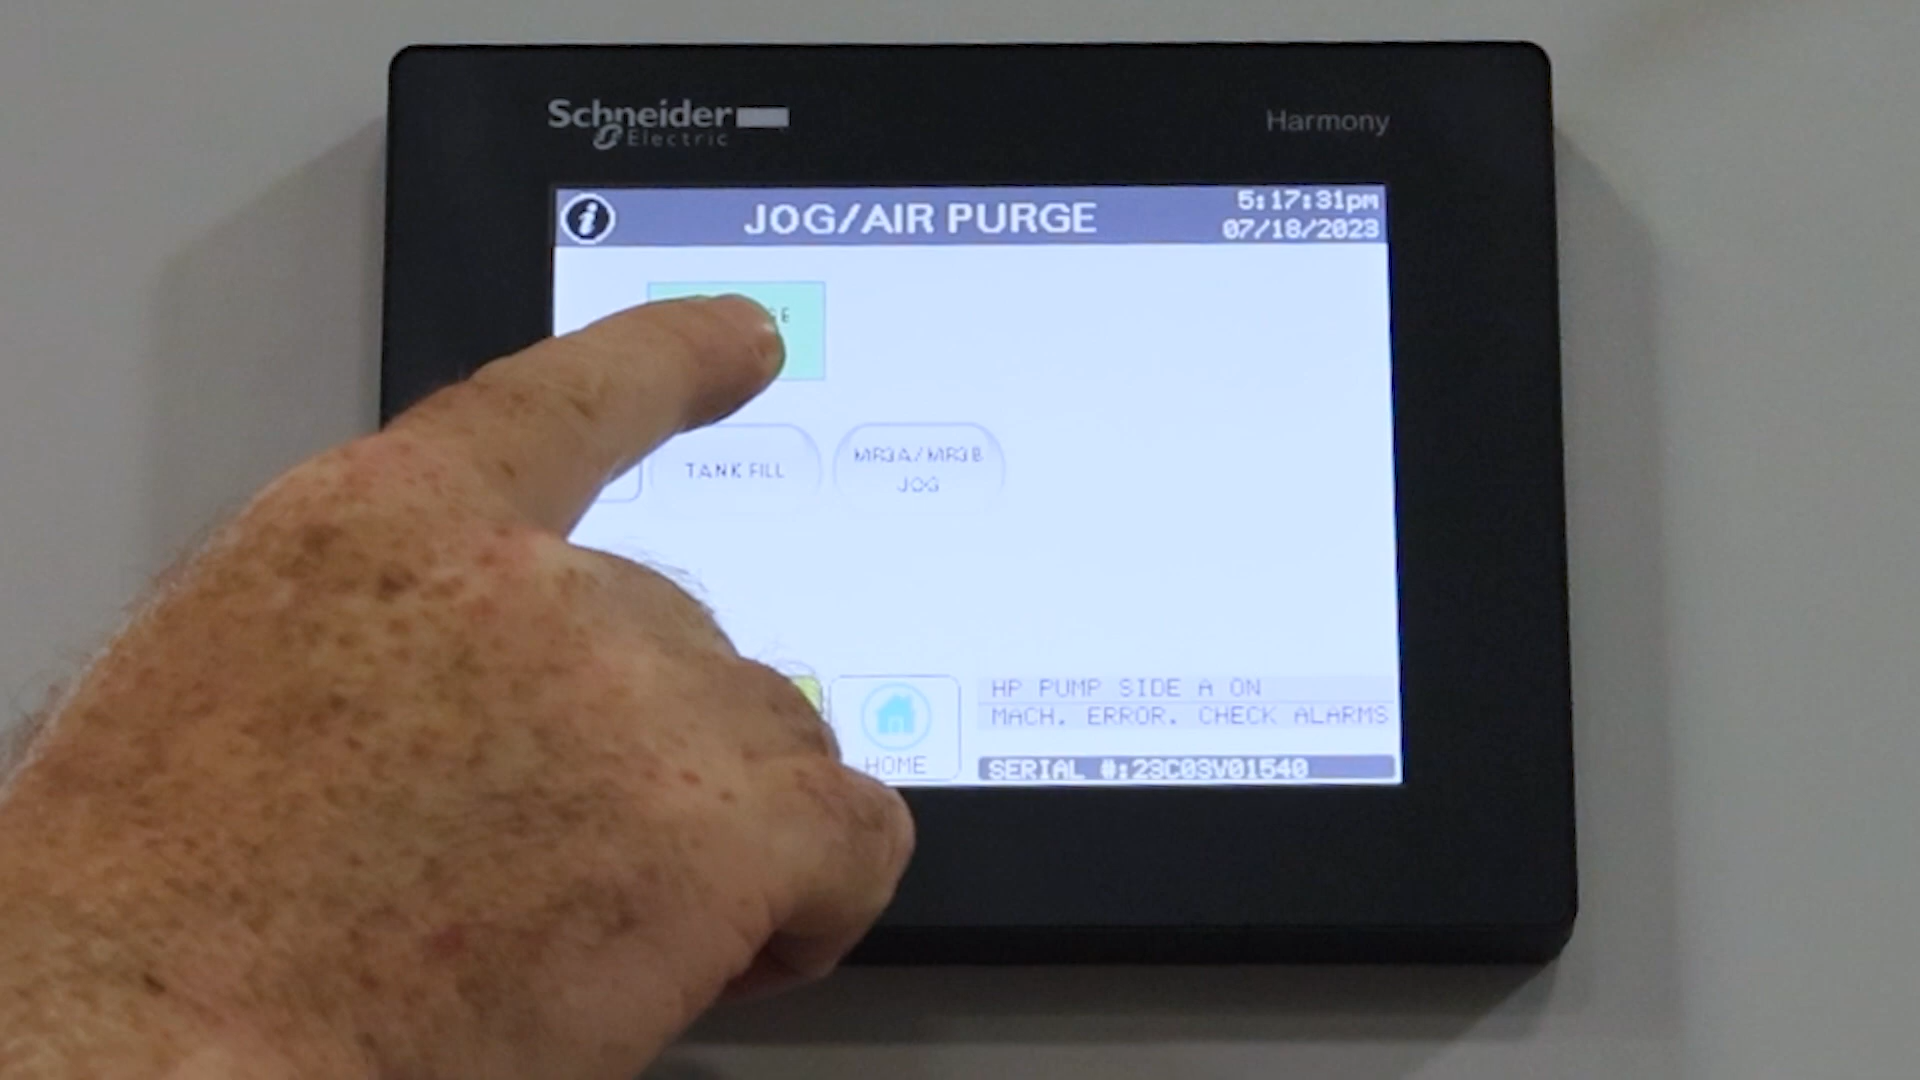 Schneider
Electric
Harmony
JOG/AIR PURGE
5:17:31pm
07/18/2023
TANK FILL
MR3A/MR3B
JOG
HOME
HP PUMP SIDE A ON
MACH. ERROR. CHECK ALARMS
SERIAL #:23C03V01540